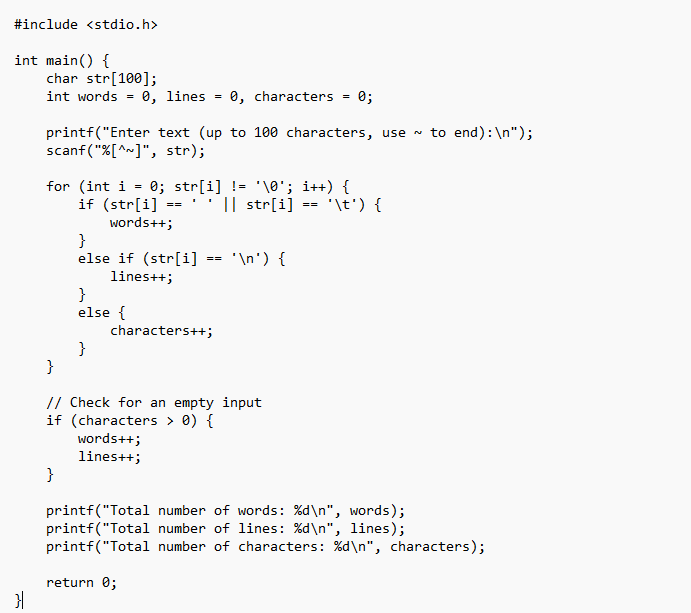 #include <stdio.h>

int main() {
    char str[100];
    int words = 0, lines = 0, characters = 0;

    printf("Enter text (up to 100 characters, use ~ to end):\n");
    scanf("%[^~]", str);

    for (int i = 0; str[i] != '\0'; i++) {
        if (str[i] == ' ' || str[i] == '\t') {
            words++;
        }
        else if (str[i] == '\n') {
            lines++;
        }
        else {
            characters++;
        }
    }

    // Check for an empty input
    if (characters > 0) {
        words++;
        lines++;
    }

    printf("Total number of words: %d\n", words);
    printf("Total number of lines: %d\n", lines);
    printf("Total number of characters: %d\n", characters);

    return 0;
}